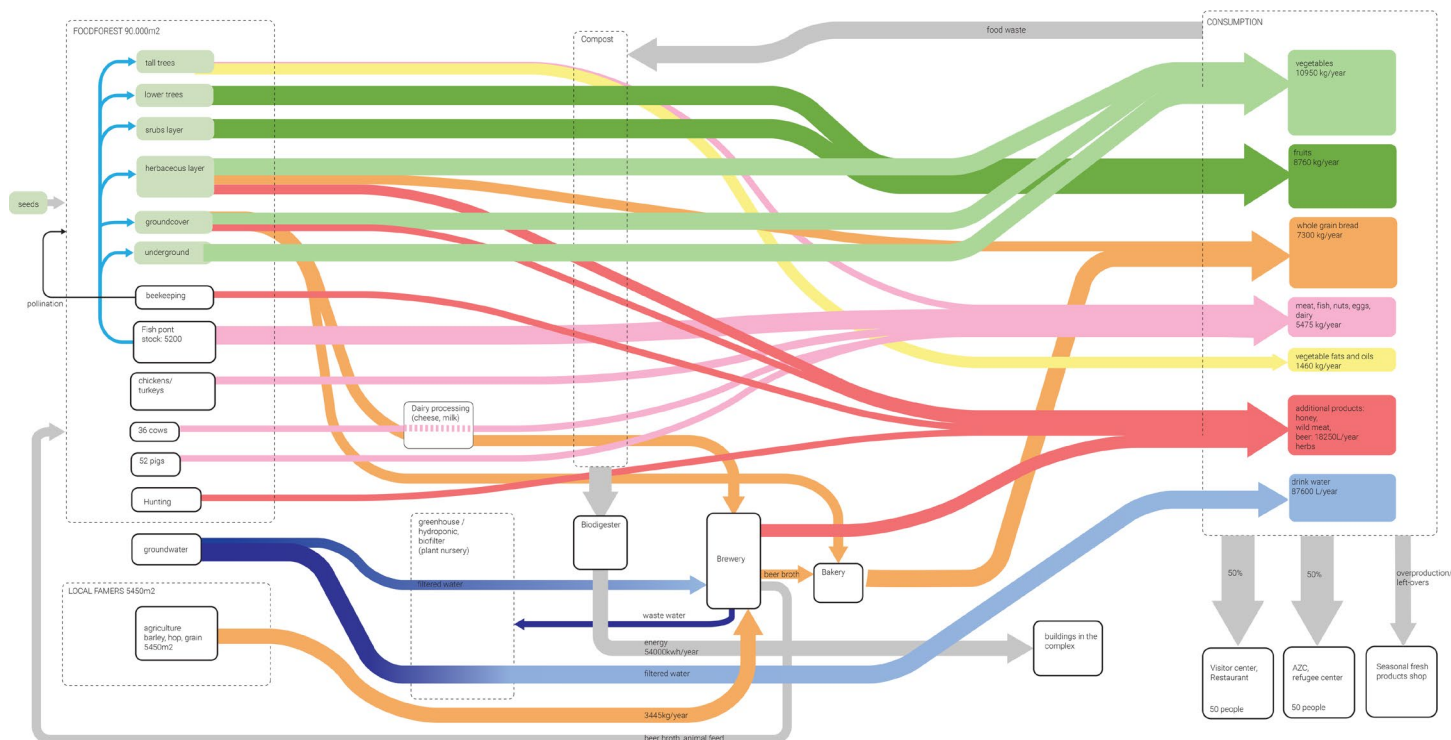 FOODFOREST 90.000m2
tall trees
lower trees
srubs layer
herbaceous layer
groundcover
underground
seeds
pollination
beekeeping
Fish pont
stock: 5200
chickens/
turkeys
36 cows
52 pigs
Hunting
groundwater
LOCAL FAMERS 5450m2
agriculture
barley, hop, grain
5450m2
Compost
food waste
Dairy processing
(cheese, milk)
greenhouse /
hydroponic,
biofilter
(plant nursery)
Biodigester
Brewery
beer broth
Bakery
filtered water
waste water
energy
54000kwh/year
filtered water
3445kg/year
beer broth, animal feed
buildings in the
complex
CONSUMPTION
vegetables
10950 kg/year
fruits
8760 kg/year
whole grain bread
7300 kg/year
meat, fish, nuts, eggs,
dairy
5475 kg/year
vegetable fats and oils
1460 kg/year
additional products:
honey,
wild meat,
beer: 18250L/year
herbs
drink water
87600 L/year
50%
50%
overproduction/
left-overs
Visitor center,
Restaurant
50 people
AZC,
refugee center
50 people
Seasonal fresh
products shop